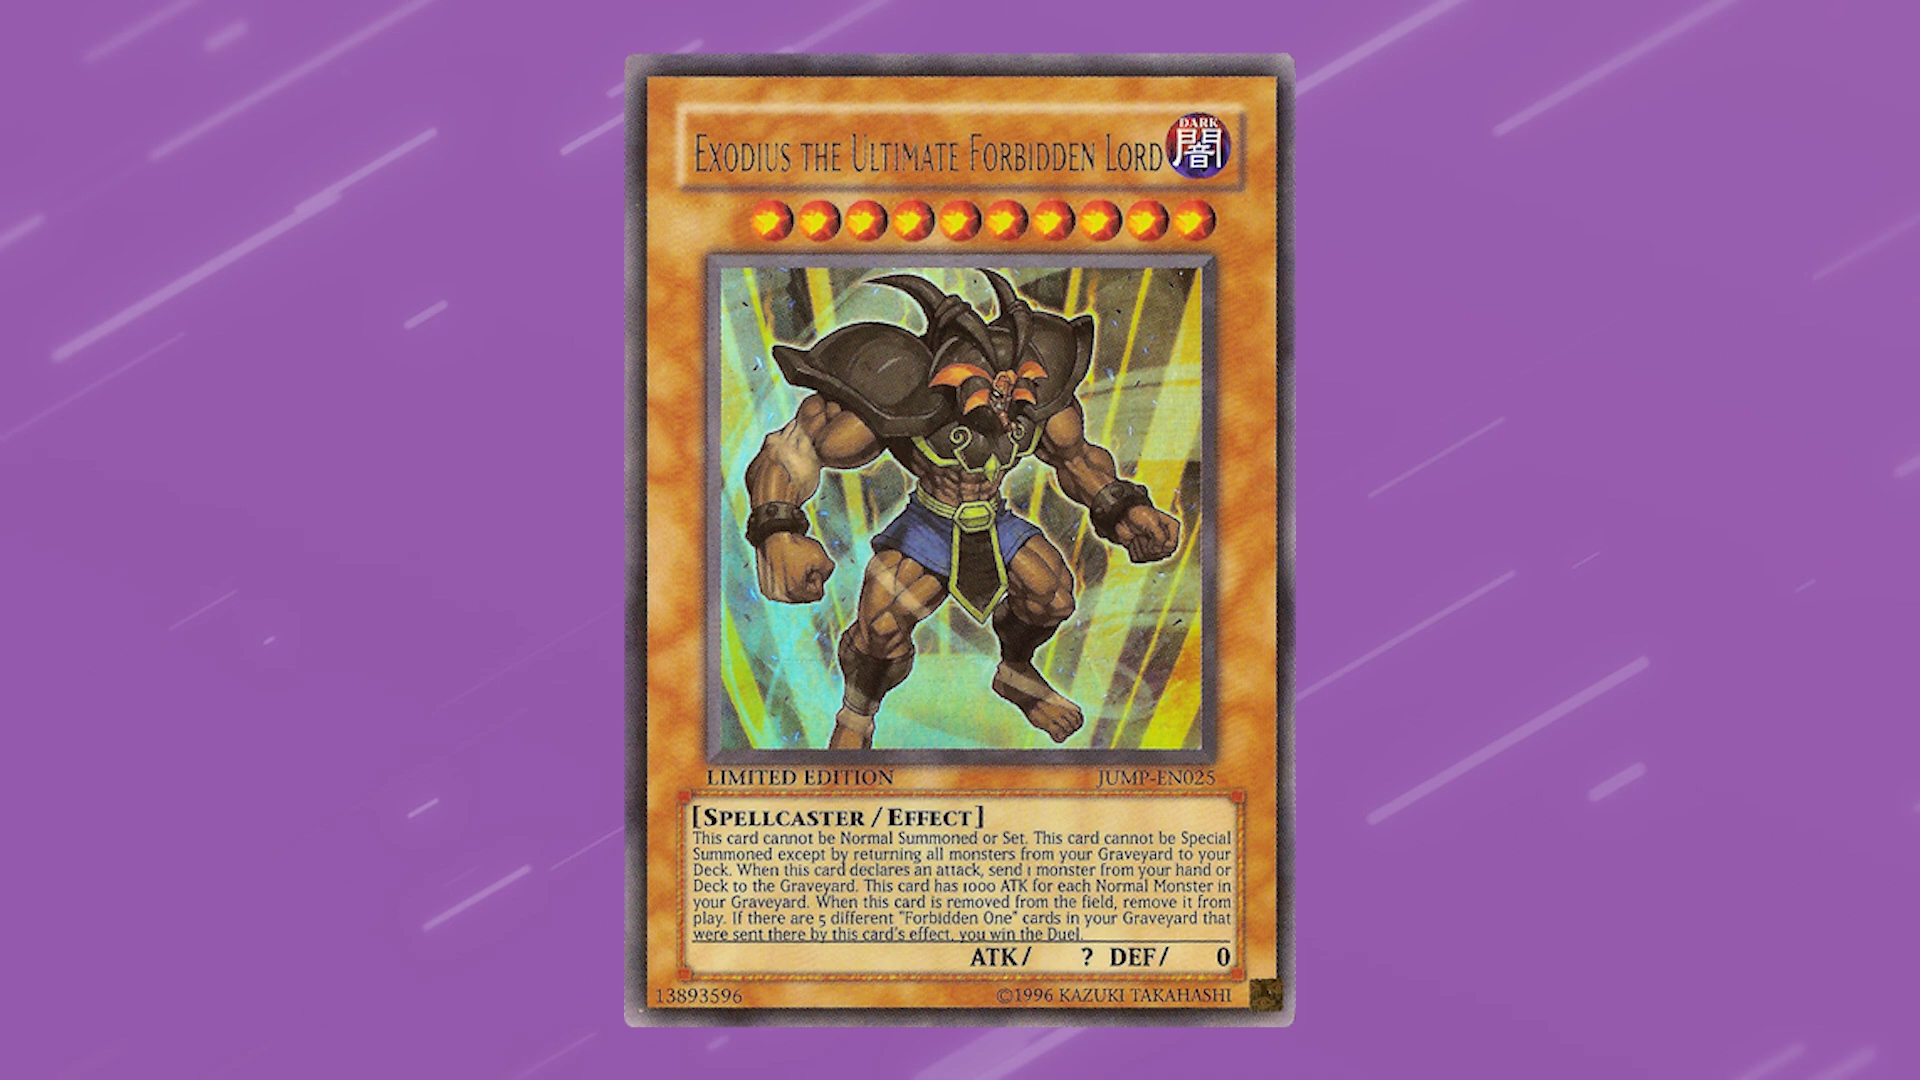 Exodius the Ultimate Forbidden Lord
DARK
闇
LIMITED EDITION
JUMP-EN025
[Spellcaster / Effect]
This card cannot be Normal Summoned or Set. This card cannot be Special
Summoned except by returning all monsters from your Graveyard to your
Deck. When this card declares an attack, send 1 monster from your hand or
Deck to the Graveyard. This card has 1000 ATK for each Normal Monster in
your Graveyard. When this card is removed from the field, remove it from
play. If there are 5 different "Forbidden One" cards in your Graveyard that
were sent there by this card's effect, you win the Duel.
ATK/ ? DEF/ 0
13893596
©1996 KAZUKI TAKAHASHI